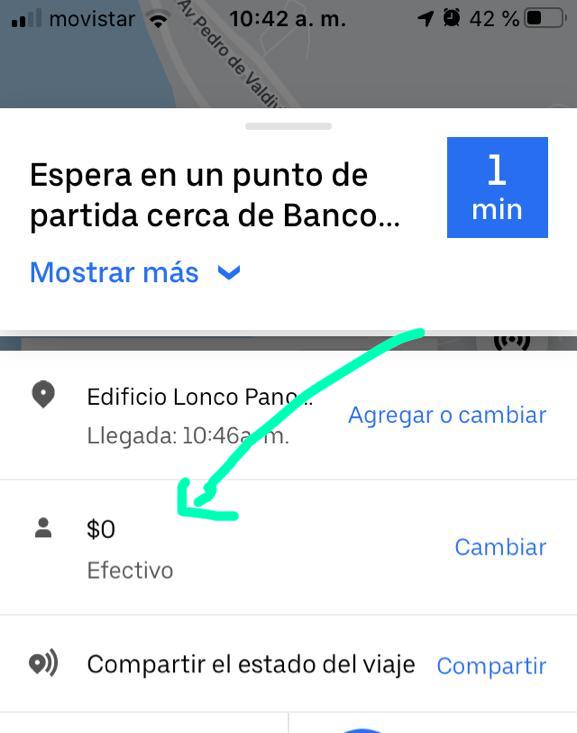 movistar 10:42 a. m. 42 %
Av Pedro de Valdiv
Espera en un punto de
partida cerca de Banco...
1
min
Mostrar más
Edificio Lonco Pano...
Llegada: 10:46a. m.
Agregar o cambiar
$0
Efectivo
Cambiar
Compartir el estado del viaje Compartir